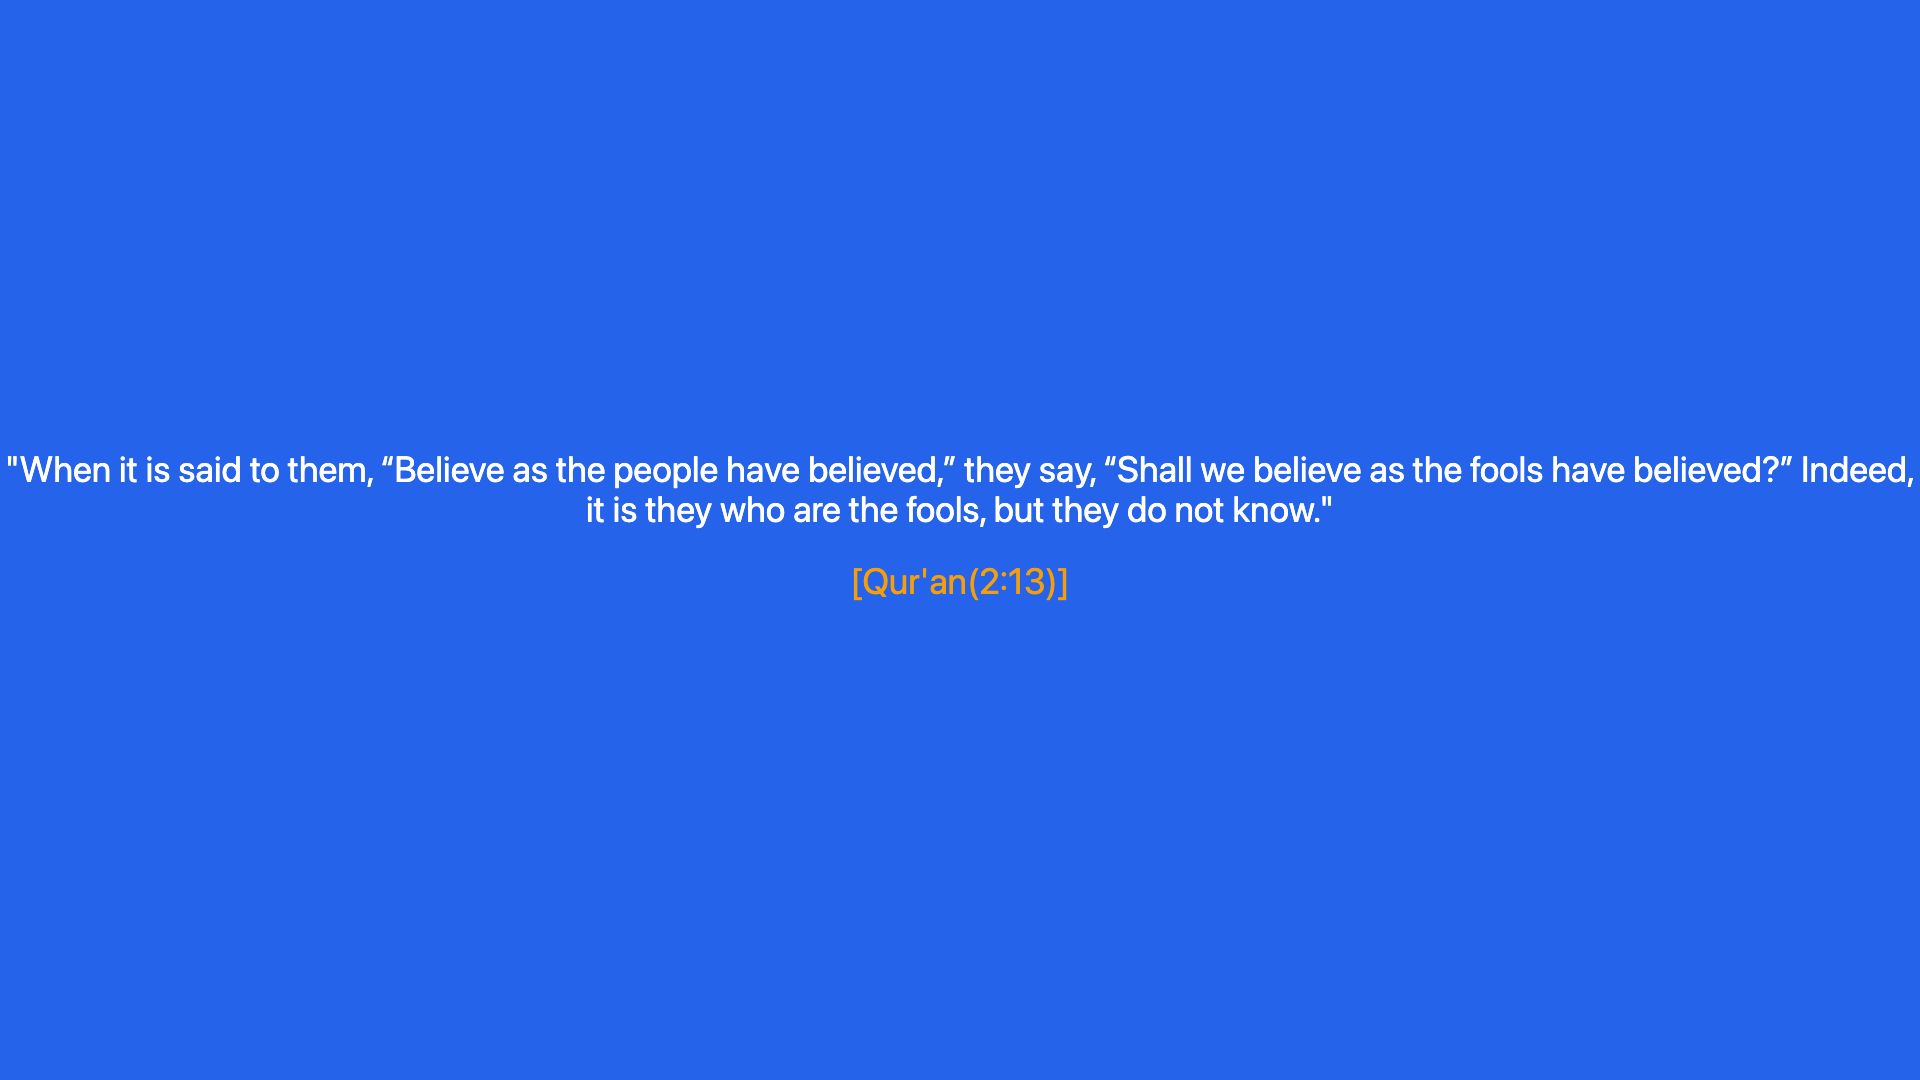 "When it is said to them, “Believe as the people have believed,” they say, “Shall we believe as the fools have believed?” Indeed,
it is they who are the fools, but they do not know."
[Qur'an(2:13)]